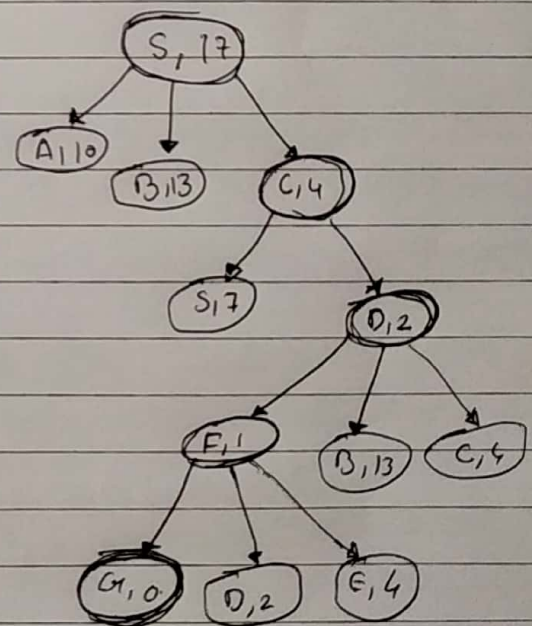 S, 17
A, 10
B, 13
C, 4
S, 7
D, 2
F, 1
B, 13
C, 4
G, 0
D, 2
E, 4